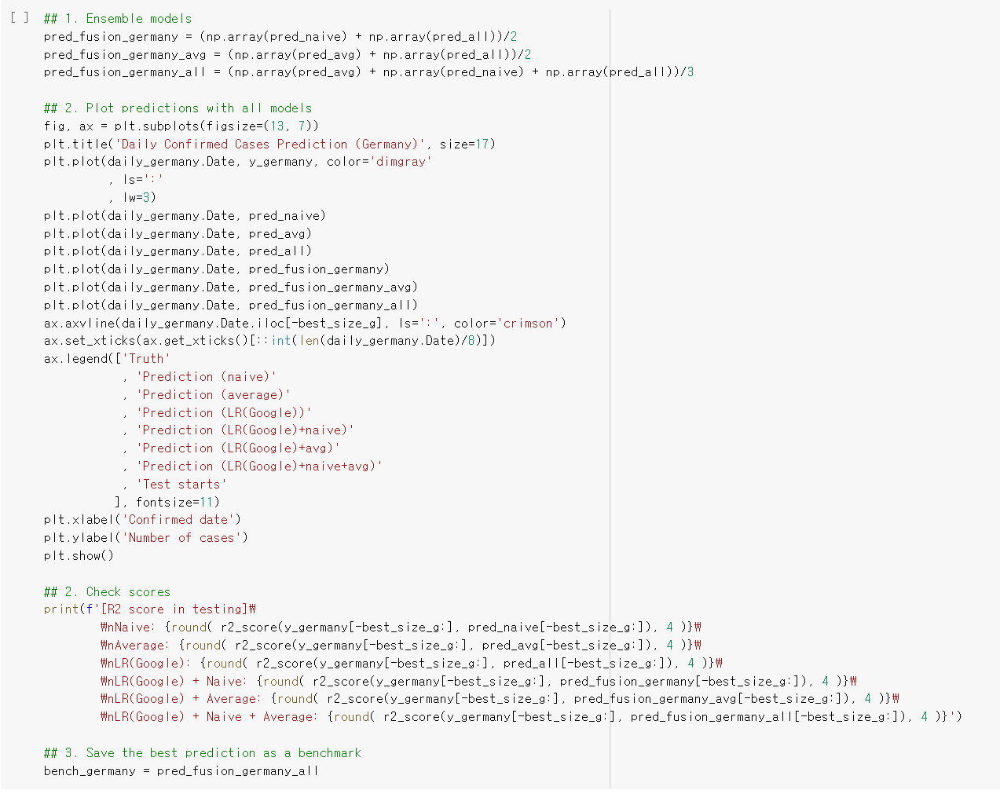 [ ] ## 1. Ensemble models
pred_fusion_germany = (np.array(pred_naive) + np.array(pred_all))/2
pred_fusion_germany_avg = (np.array(pred_avg) + np.array(pred_all))/2
pred_fusion_germany_all = (np.array(pred_avg) + np.array(pred_naive) + np.array(pred_all))/3
## 2. Plot predictions with all models
fig, ax = plt.subplots(figsize=(13, 7))
plt.title('Daily Confirmed Cases Prediction (Germany)', size=17)
plt.plot(daily_germany.Date, y_germany, color='dimgray'
, ls=':'
, lw=3)
plt.plot(daily_germany.Date, pred_naive)
plt.plot(daily_germany.Date, pred_avg)
plt.plot(daily_germany.Date, pred_all)
plt.plot(daily_germany.Date, pred_fusion_germany)
plt.plot(daily_germany.Date, pred_fusion_germany_avg)
plt.plot(daily_germany.Date, pred_fusion_germany_all)
ax.axvline(daily_germany.Date.iloc[-best_size_g], ls=':', color='crimson')
ax.set_xticks(ax.get_xticks()[::int(len(daily_germany.Date)/8)])
ax.legend(['Truth'
, 'Prediction (naive)'
, 'Prediction (average)'
, 'Prediction (LR(Google))'
, 'Prediction (LR(Google)+naive)'
, 'Prediction (LR(Google)+avg)'
, 'Prediction (LR(Google)+naive+avg)'
, 'Test starts'
], fontsize=11)
plt.xlabel('Confirmed date')
plt.ylabel('Number of cases')
plt.show()
## 2. Check scores
print(f'[R2 score in testing]₩
₩nNaive: {round( r2_score(y_germany[-best_size_g:], pred_naive[-best_size_g:]), 4 )}₩
₩nAverage: {round( r2_score(y_germany[-best_size_g:], pred_avg[-best_size_g:]), 4 )}₩
₩nLR(Google): {round( r2_score(y_germany[-best_size_g:], pred_all[-best_size_g:]), 4 )}₩
₩nLR(Google) + Naive: {round( r2_score(y_germany[-best_size_g:], pred_fusion_germany[-best_size_g:]), 4 )}₩
₩nLR(Google) + Average: {round( r2_score(y_germany[-best_size_g:], pred_fusion_germany_avg[-best_size_g:]), 4 )}₩
₩nLR(Google) + Naive + Average: {round( r2_score(y_germany[-best_size_g:], pred_fusion_germany_all[-best_size_g:]), 4 )}')
## 3. Save the best prediction as a benchmark
bench_germany = pred_fusion_germany_all